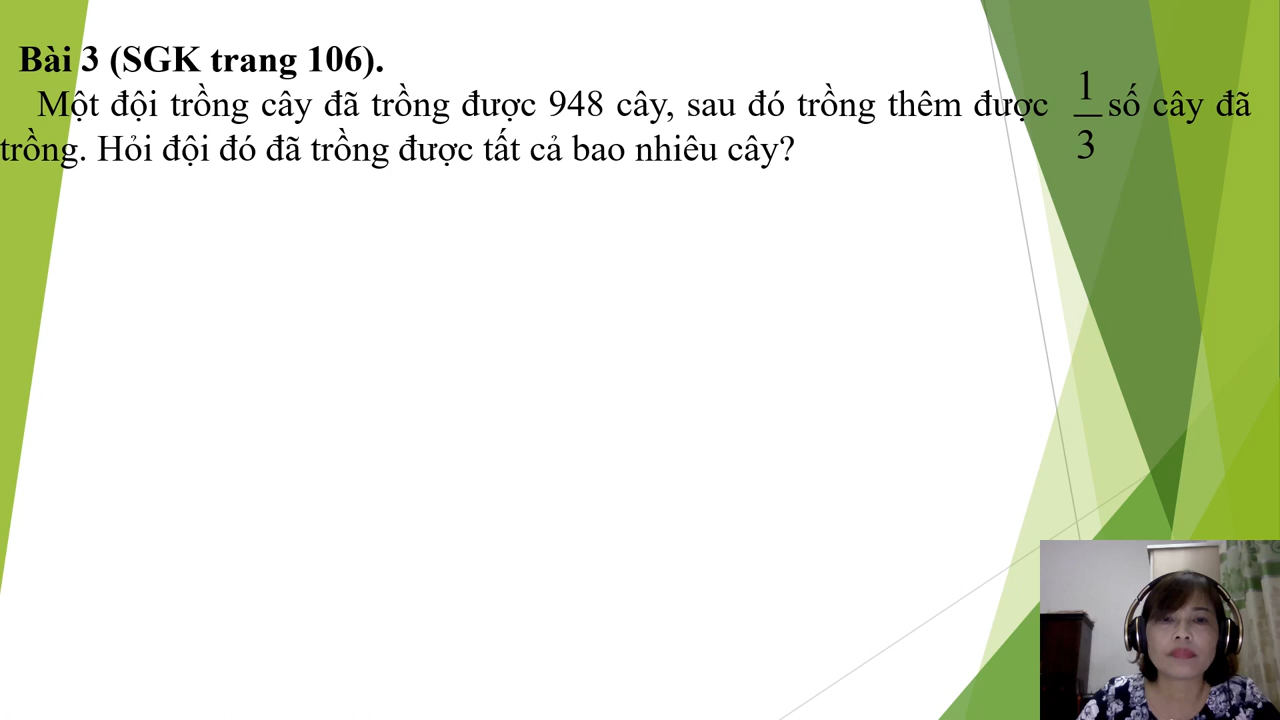 Bài 3 (SGK trang 106).
Một đội trồng cây đã trồng được 948 cây, sau đó trồng thêm được 1/3 số cây đã
trồng. Hỏi đội đó đã trồng được tất cả bao nhiêu cây?